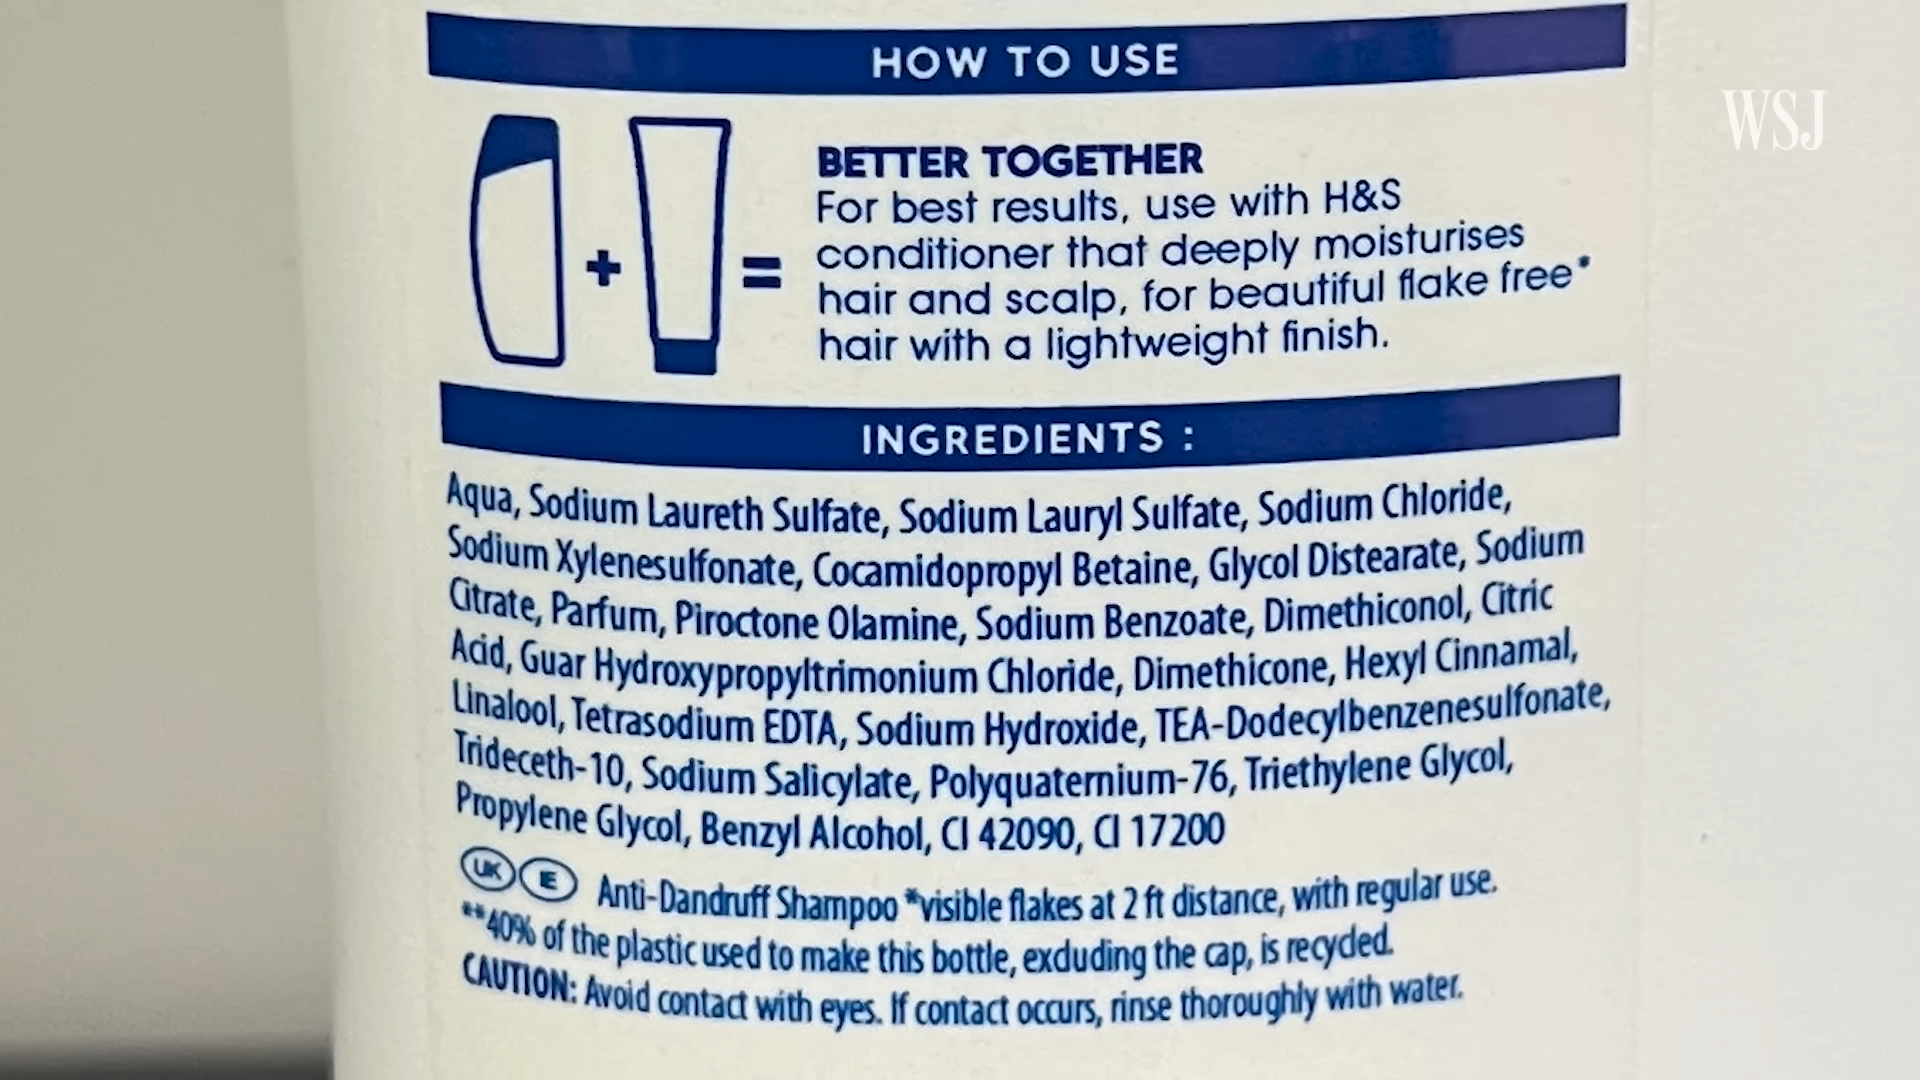 HOW TO USE
WSJ
BETTER TOGETHER
For best results, use with H&S
conditioner that deeply moisturises
hair and scalp, for beautiful flake free*
hair with a lightweight finish.
INGREDIENTS :
Aqua, Sodium Laureth Sulfate, Sodium Lauryl Sulfate, Sodium Chloride,
Sodium Xylenesulfonate, Cocamidopropyl Betaine, Glycol Distearate, Sodium
Citrate, Parfum, Piroctone Olamine, Sodium Benzoate, Dimethiconol, Citric
Acid, Guar Hydroxypropyltrimonium Chloride, Dimethicone, Hexyl Cinnamal,
Linalool, Tetrasodium EDTA, Sodium Hydroxide, TEA-Dodecylbenzenesulfonate,
Trideceth-10, Sodium Salicylate, Polyquaternium-76, Triethylene Glycol,
Propylene Glycol, Benzyl Alcohol, CI 42090, CI 17200
UK E Anti-Dandruff Shampoo *visible flakes at 2 ft distance, with regular use.
**40% of the plastic used to make this bottle, excluding the cap, is recycled.
CAUTION: Avoid contact with eyes. If contact occurs, rinse thoroughly with water.